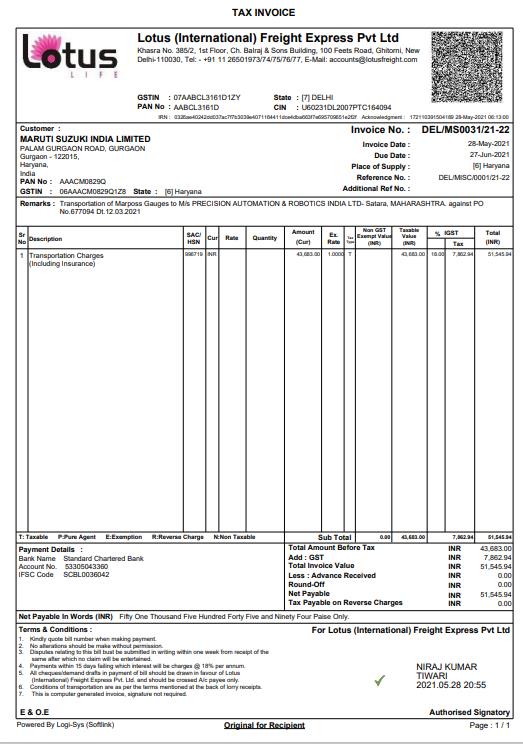 TAX INVOICE
Lotus
LIFE
Lotus (International) Freight Express Pvt Ltd
Khasra No. 385/2, 1st Floor, Ch. Balraj & Sons Building, 100 Feets Road, Ghitorni, New
Delhi-110030, Tel: - +91 11 26501973/74/75/76/77, E-Mail: accounts@lotusfreight.com
GSTIN : 07AABCL3161D1ZY State : [7] DELHI
PAN No : AABCL3161D CIN : U60231DL2007PTC164094
IRN : Acknowledgment : 28-May-2021 06:13:00
Customer :
MARUTI SUZUKI INDIA LIMITED
PALAM GURGAON ROAD, GURGAON
Gurgaon - 122015,
Haryana,
India
PAN No : AAACM0829Q
GSTIN : 06AAACM0829Q1Z8 State : [6] Haryana
Invoice No. : DEL/MS0031/21-22
Invoice Date : 28-May-2021
Due Date : 27-Jun-2021
Place of Supply : [6] Haryana
Reference No. : DEL/MISC/0001/21-22
Additional Ref No. :
Remarks : Transportation of Marposs Gauges to M/s PRECISION AUTOMATION & ROBOTICS INDIA LTD- Satara, MAHARASHTRA. against PO
No.677094 Dt.12.03.2021
Sr No Description SAC/ HSN Cur Rate Quantity Amount (Cur) Ex. Rate Tax Type Non GST Exempt Value (INR) Taxable Value (INR) % IGST Tax Total (INR)
1 Transportation Charges 996719 INR 43,683.00 1.0000 T 43,683.00 18.00 7,862.94 51,545.94
(Including Insurance)
T: Taxable P:Pure Agent E:Exemption R:Reverse Charge N:Non Taxable Sub Total 0.00 43,683.00 7,862.94 51,545.94
Payment Details :
Bank Name Standard Chartered Bank
Account No. 53305043360
IFSC Code SCBL0036042
Total Amount Before Tax INR 43,683.00
Add : GST INR 7,862.94
Total Invoice Value INR 51,545.94
Less : Advance Received INR 0.00
Round-Off INR 0.00
Net Payable INR 51,545.94
Tax Payable on Reverse Charges INR 0.00
Net Payable In Words (INR) Fifty One Thousand Five Hundred Forty Five and Ninety Four Paise Only.
Terms & Conditions :
1. Kindly quote bill number when making payment.
2. No alterations should be make without permission.
3. Disputes relating to this bill must be submitted in writing within one week from receipt of the
same after which no claim will be entertained.
4. Payments within 15 days failing which interest will be charges @ 18% per annum.
5. All cheques/demand drafts in payment of bill should be drawn in favour of Lotus
(International) Freight Express Pvt. Ltd. and should be crossed A/c payee only.
6. Conditions of transportation are as per the terms mentioned at the back of lorry receipts.
7. This is computer generated invoice, signature not required.
For Lotus (International) Freight Express Pvt Ltd
NIRAJ KUMAR
TIWARI
2021.05.28 20:55
E & O.E Authorised Signatory
Powered By Logi-Sys (Softlink) Original for Recipient Page : 1 / 1